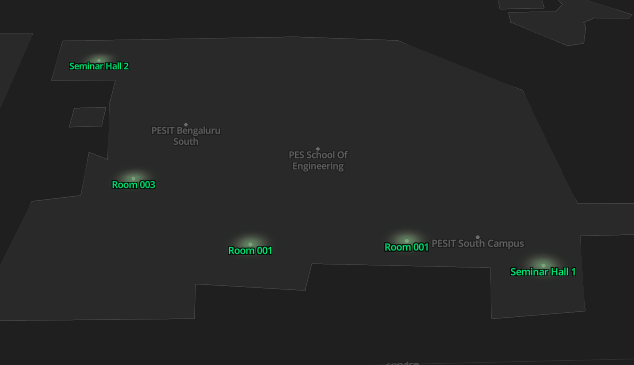 Seminar Hall 2
PESIT Bengaluru
South
PES School Of
Engineering
Room 003
Room 001
Room 001
PESIT South Campus
Seminar Hall 1